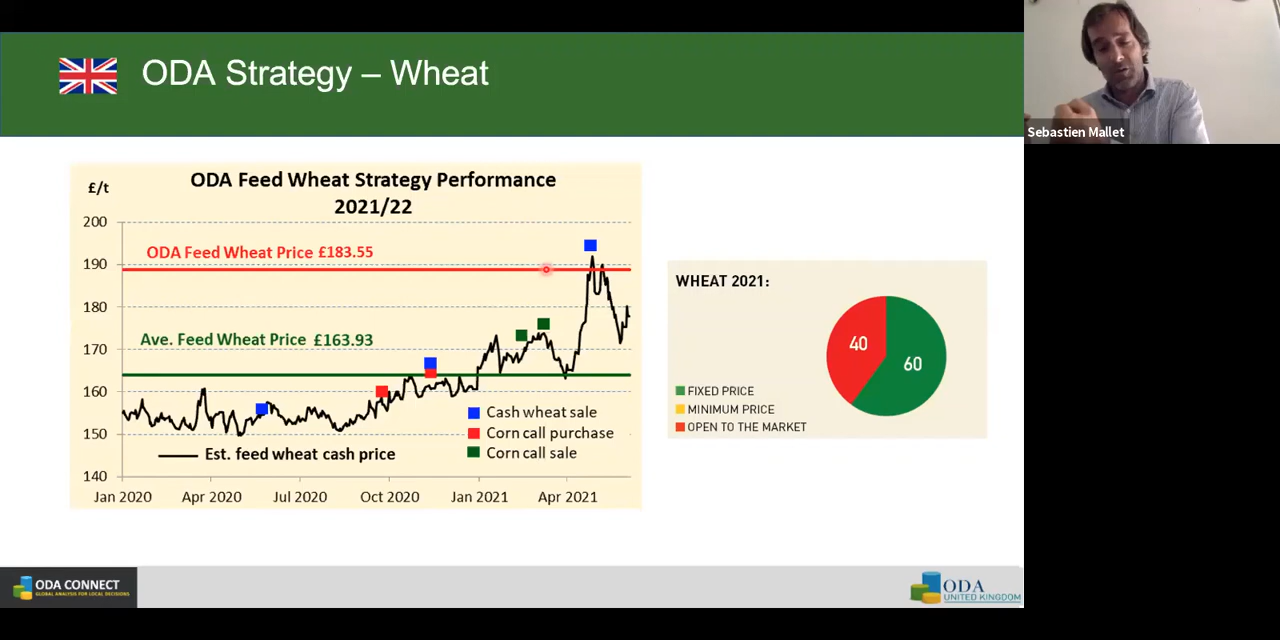 ODA Strategy – Wheat
Sebastien Mallet
ODA Feed Wheat Strategy Performance
2021/22
£/t
200
190
180
170
160
150
140
ODA Feed Wheat Price £183.55
Ave. Feed Wheat Price £163.93
Cash wheat sale
Corn call purchase
Corn call sale
Est. feed wheat cash price
Jan 2020 Apr 2020 Jul 2020 Oct 2020 Jan 2021 Apr 2021
WHEAT 2021:
40
60
FIXED PRICE
MINIMUM PRICE
OPEN TO THE MARKET
ODA CONNECT
GLOBAL ANALYSIS FOR LOCAL DECISIONS
ODA
UNITED KINGDOM